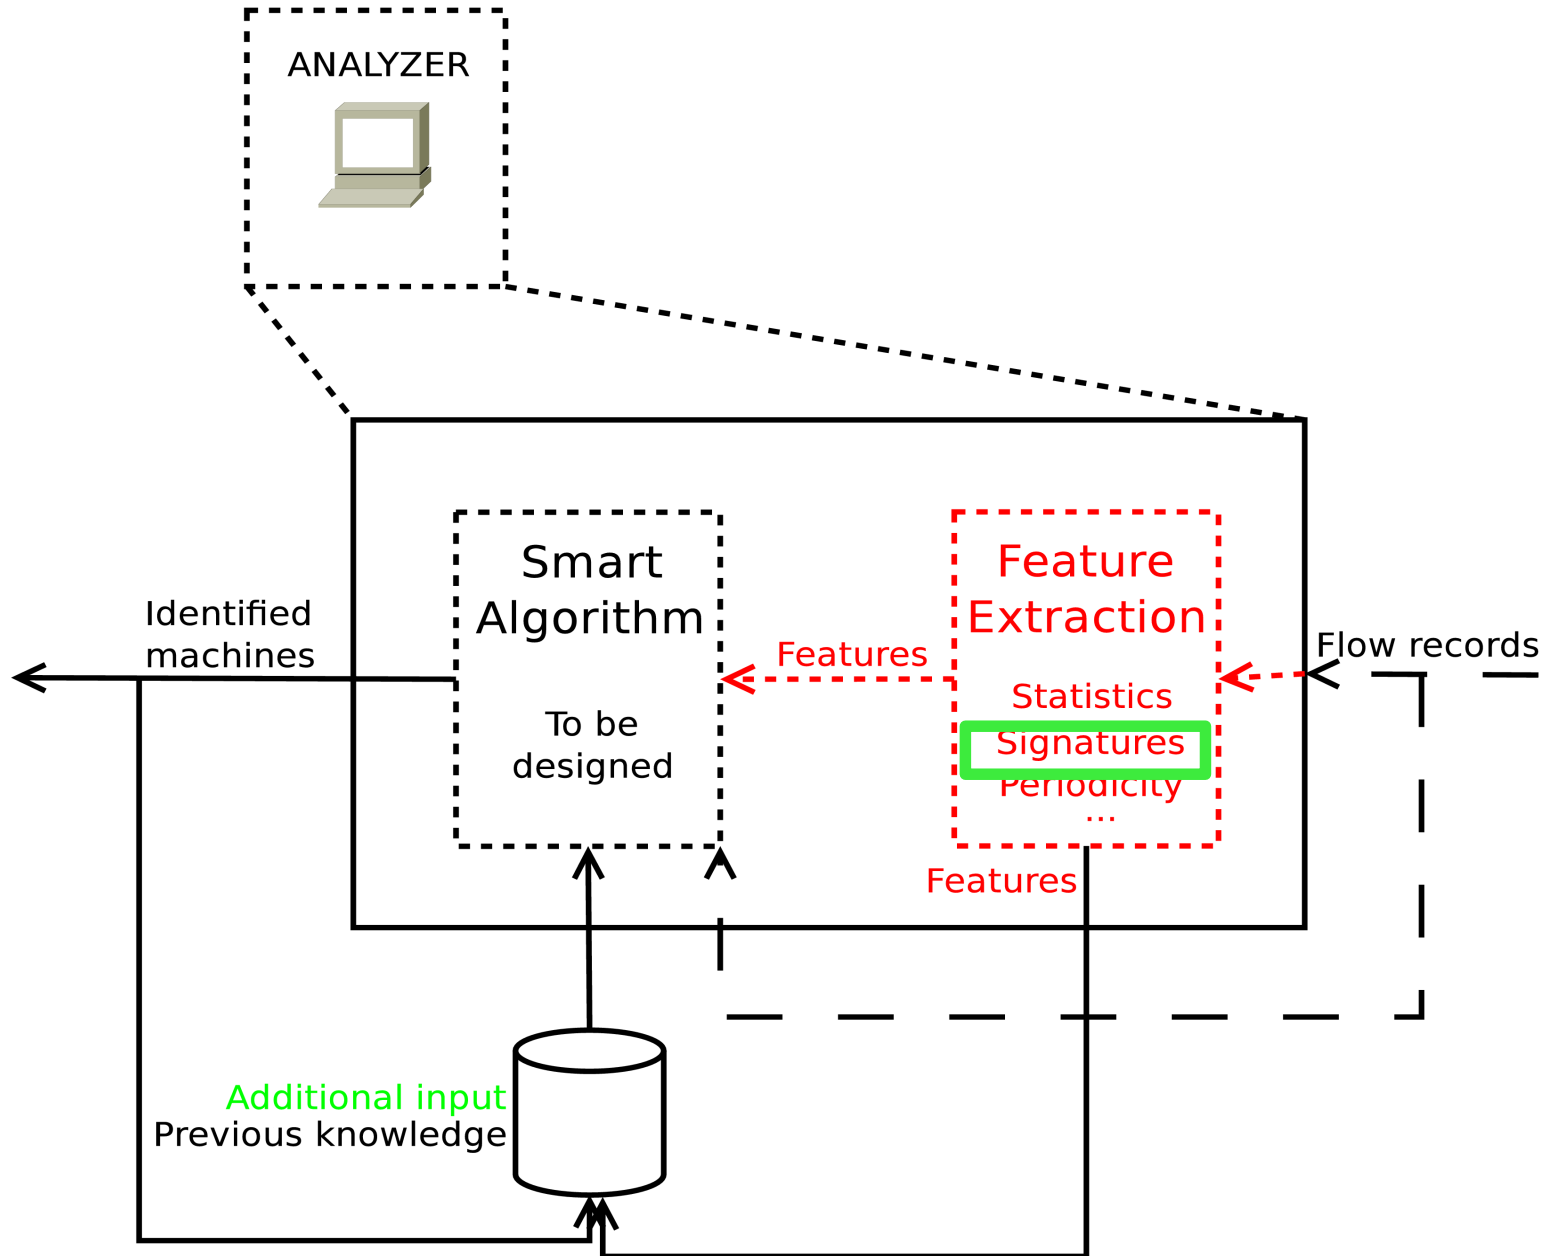 ANALYZER
Smart
Algorithm
To be
designed
Feature
Extraction
Statistics
Signatures
Periodicity
...
Features
Flow records
Identified
machines
Features
Additional input
Previous knowledge